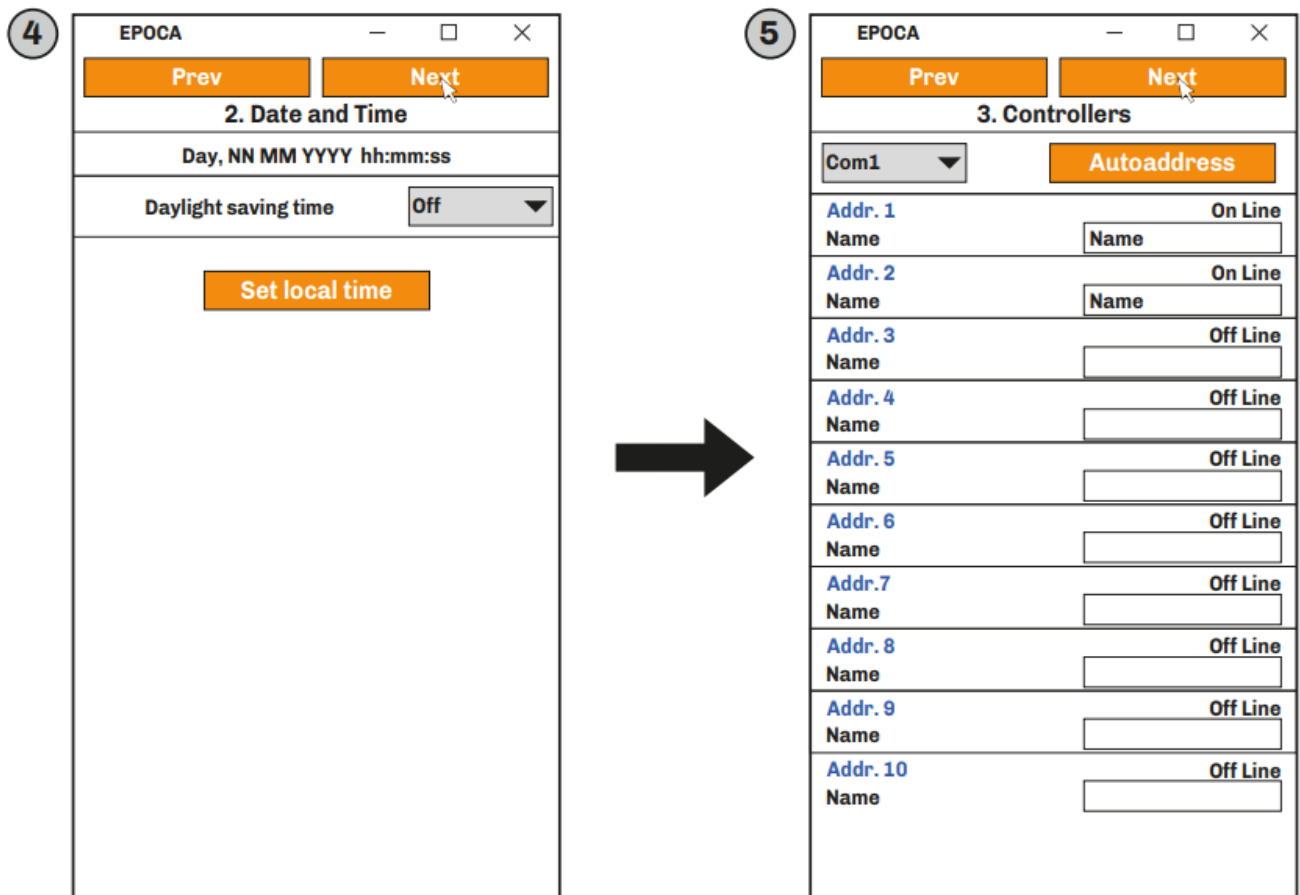 4
EPOCA
Prev Next
2. Date and Time
Day, NN MM YYYY hh:mm:ss
Daylight saving time Off
Set local time
5
EPOCA
Prev Next
3. Controllers
Com1 Autoaddress
Addr. 1 On Line
Name Name
Addr. 2 On Line
Name Name
Addr. 3 Off Line
Name
Addr. 4 Off Line
Name
Addr. 5 Off Line
Name
Addr. 6 Off Line
Name
Addr.7 Off Line
Name
Addr. 8 Off Line
Name
Addr. 9 Off Line
Name
Addr. 10 Off Line
Name